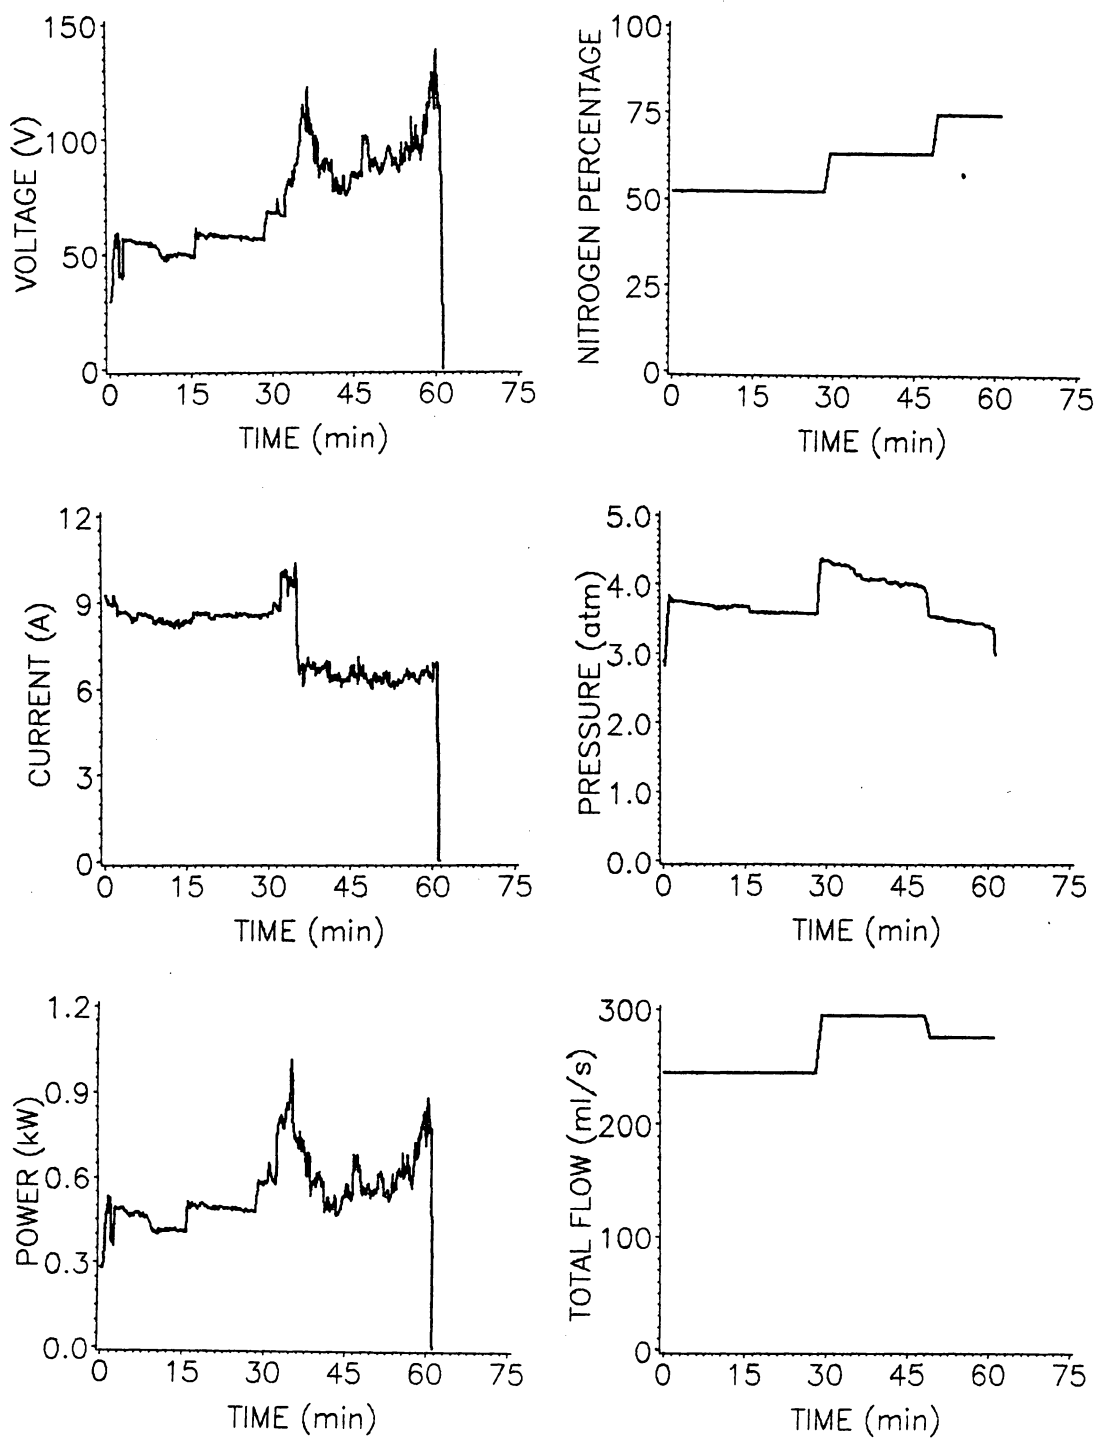 VOLTAGE (V)
150
100
50
0
0 15 30 45 60 75
TIME (min)
NITROGEN PERCENTAGE
100
75
50
25
0
0 15 30 45 60 75
TIME (min)
CURRENT (A)
12
9
6
3
0
0 15 30 45 60 75
TIME (min)
PRESSURE (atm)
5.0
4.0
3.0
2.0
1.0
0.0
0 15 30 45 60 75
TIME (min)
POWER (kW)
1.2
0.9
0.6
0.3
0.0
0 15 30 45 60 75
TIME (min)
TOTAL FLOW (ml/s)
300
200
100
0
0 15 30 45 60 75
TIME (min)